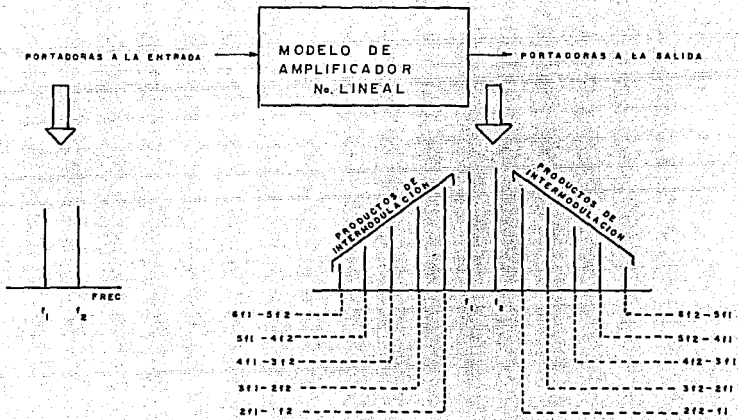 PORTADORAS A LA ENTRADA
MODELO DE
AMPLIFICADOR
No. LINEAL
PORTADORAS A LA SALIDA
PRODUCTOS DE
INTERMODULACION
PRODUCTOS DE
INTERMODULACION
FREC
f1 f2
f1 f2
6f1-5f2
5f1-4f2
4f1-3f2
3f1-2f2
2f1-f2
6f2-5f1
5f2-4f1
4f2-3f1
3f2-2f1
2f2-f1